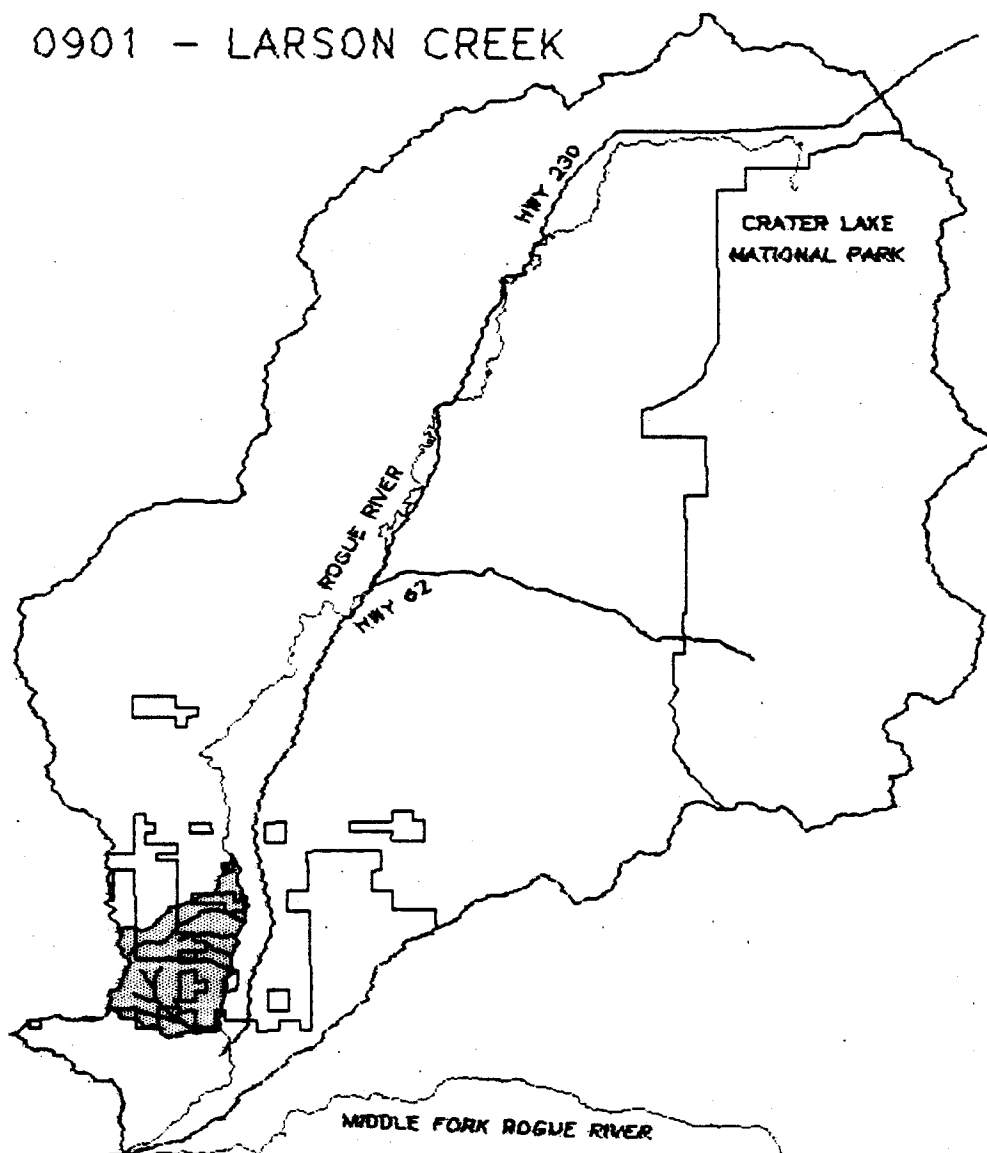 0901 - LARSON CREEK
HWY 230
CRATER LAKE
NATIONAL PARK
ROGUE RIVER
HWY 62
MIDDLE FORK ROGUE RIVER